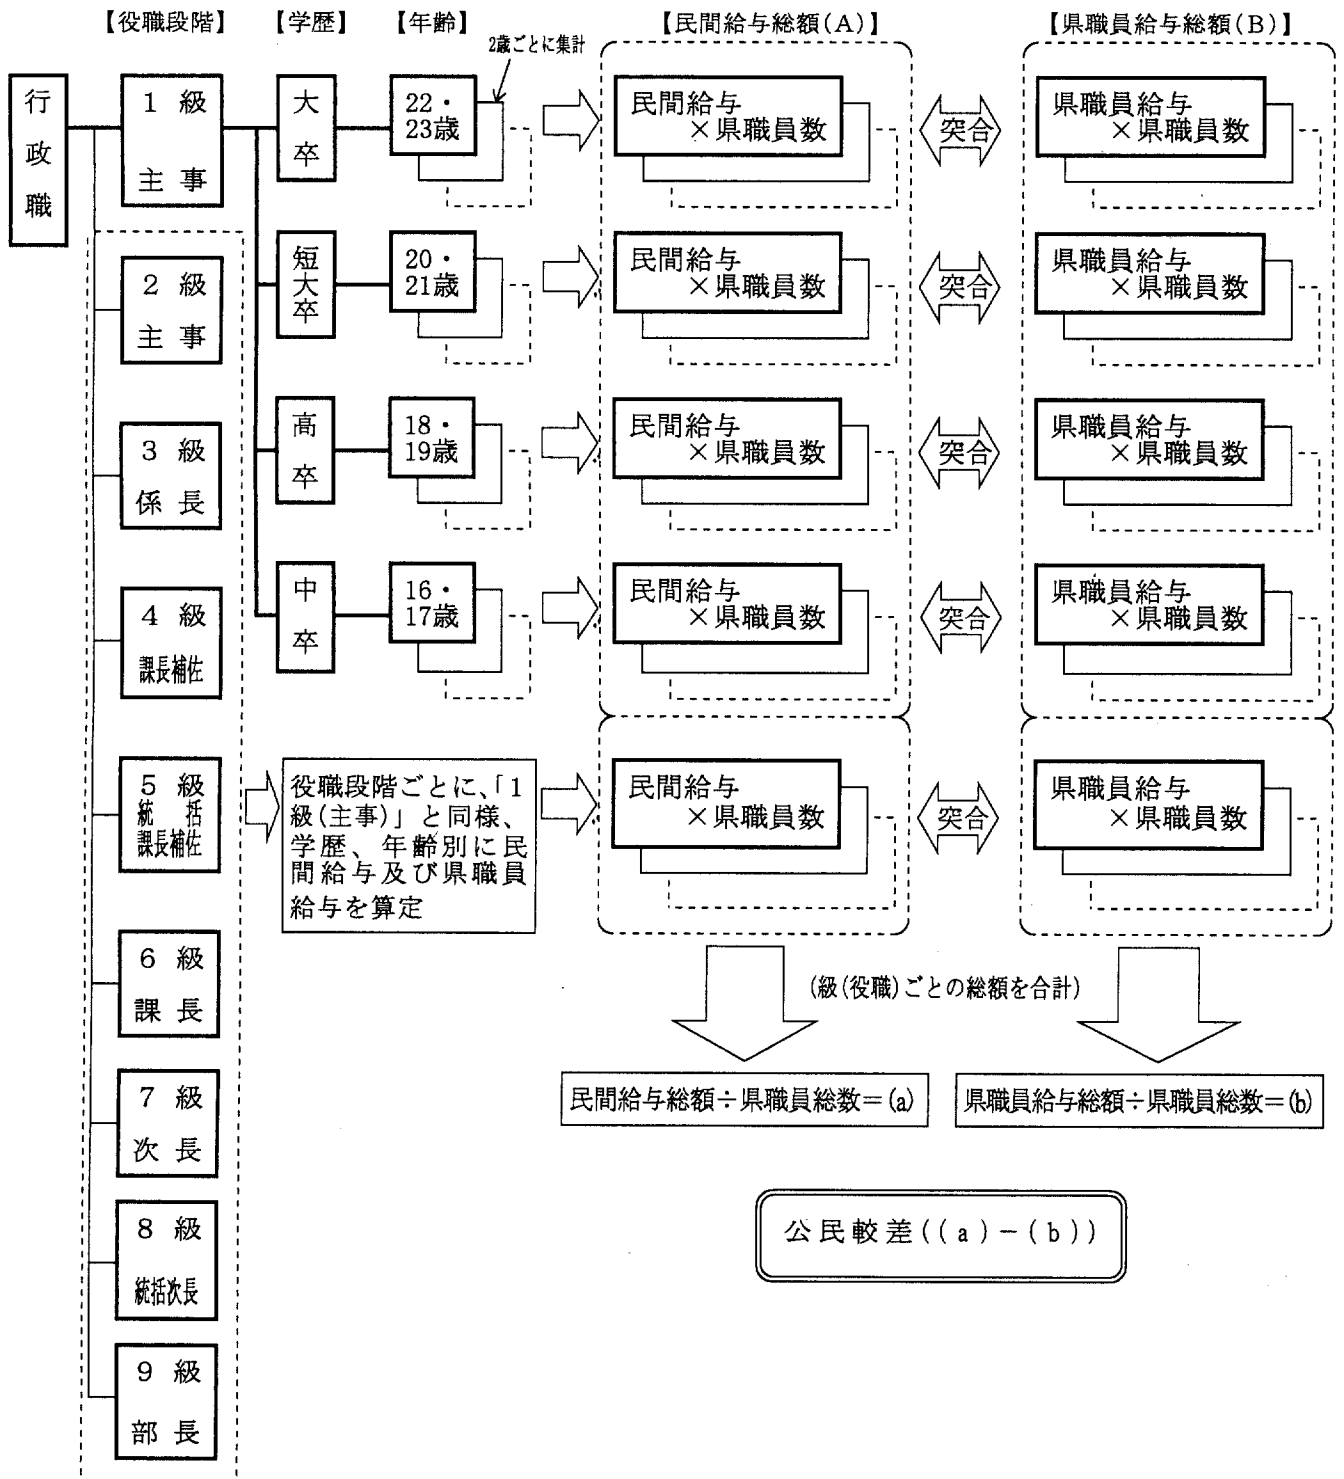 【役職段階】 【学歴】 【年齢】 【民間給与総額(A)】 【県職員給与総額(B)】
2歳ごとに集計
行政職
1 級
主 事
大卒
22・
23歳
民間給与
×県職員数
突合
県職員給与
×県職員数
2 級
主 事
短大卒
20・
21歳
民間給与
×県職員数
突合
県職員給与
×県職員数
3 級
係 長
高卒
18・
19歳
民間給与
×県職員数
突合
県職員給与
×県職員数
4 級
課長補佐
中卒
16・
17歳
民間給与
×県職員数
突合
県職員給与
×県職員数
5 級
統 括
課長補佐
役職段階ごとに、「1
級(主事)」と同様、
学歴、年齢別に民
間給与及び県職員
給与を算定
民間給与
×県職員数
突合
県職員給与
×県職員数
6 級
課 長
(級(役職)ごとの総額を合計)
7 級
次 長
民間給与総額÷県職員総数=(a)
県職員給与総額÷県職員総数=(b)
8 級
統括次長
公民較差((a)-(b))
9 級
部 長